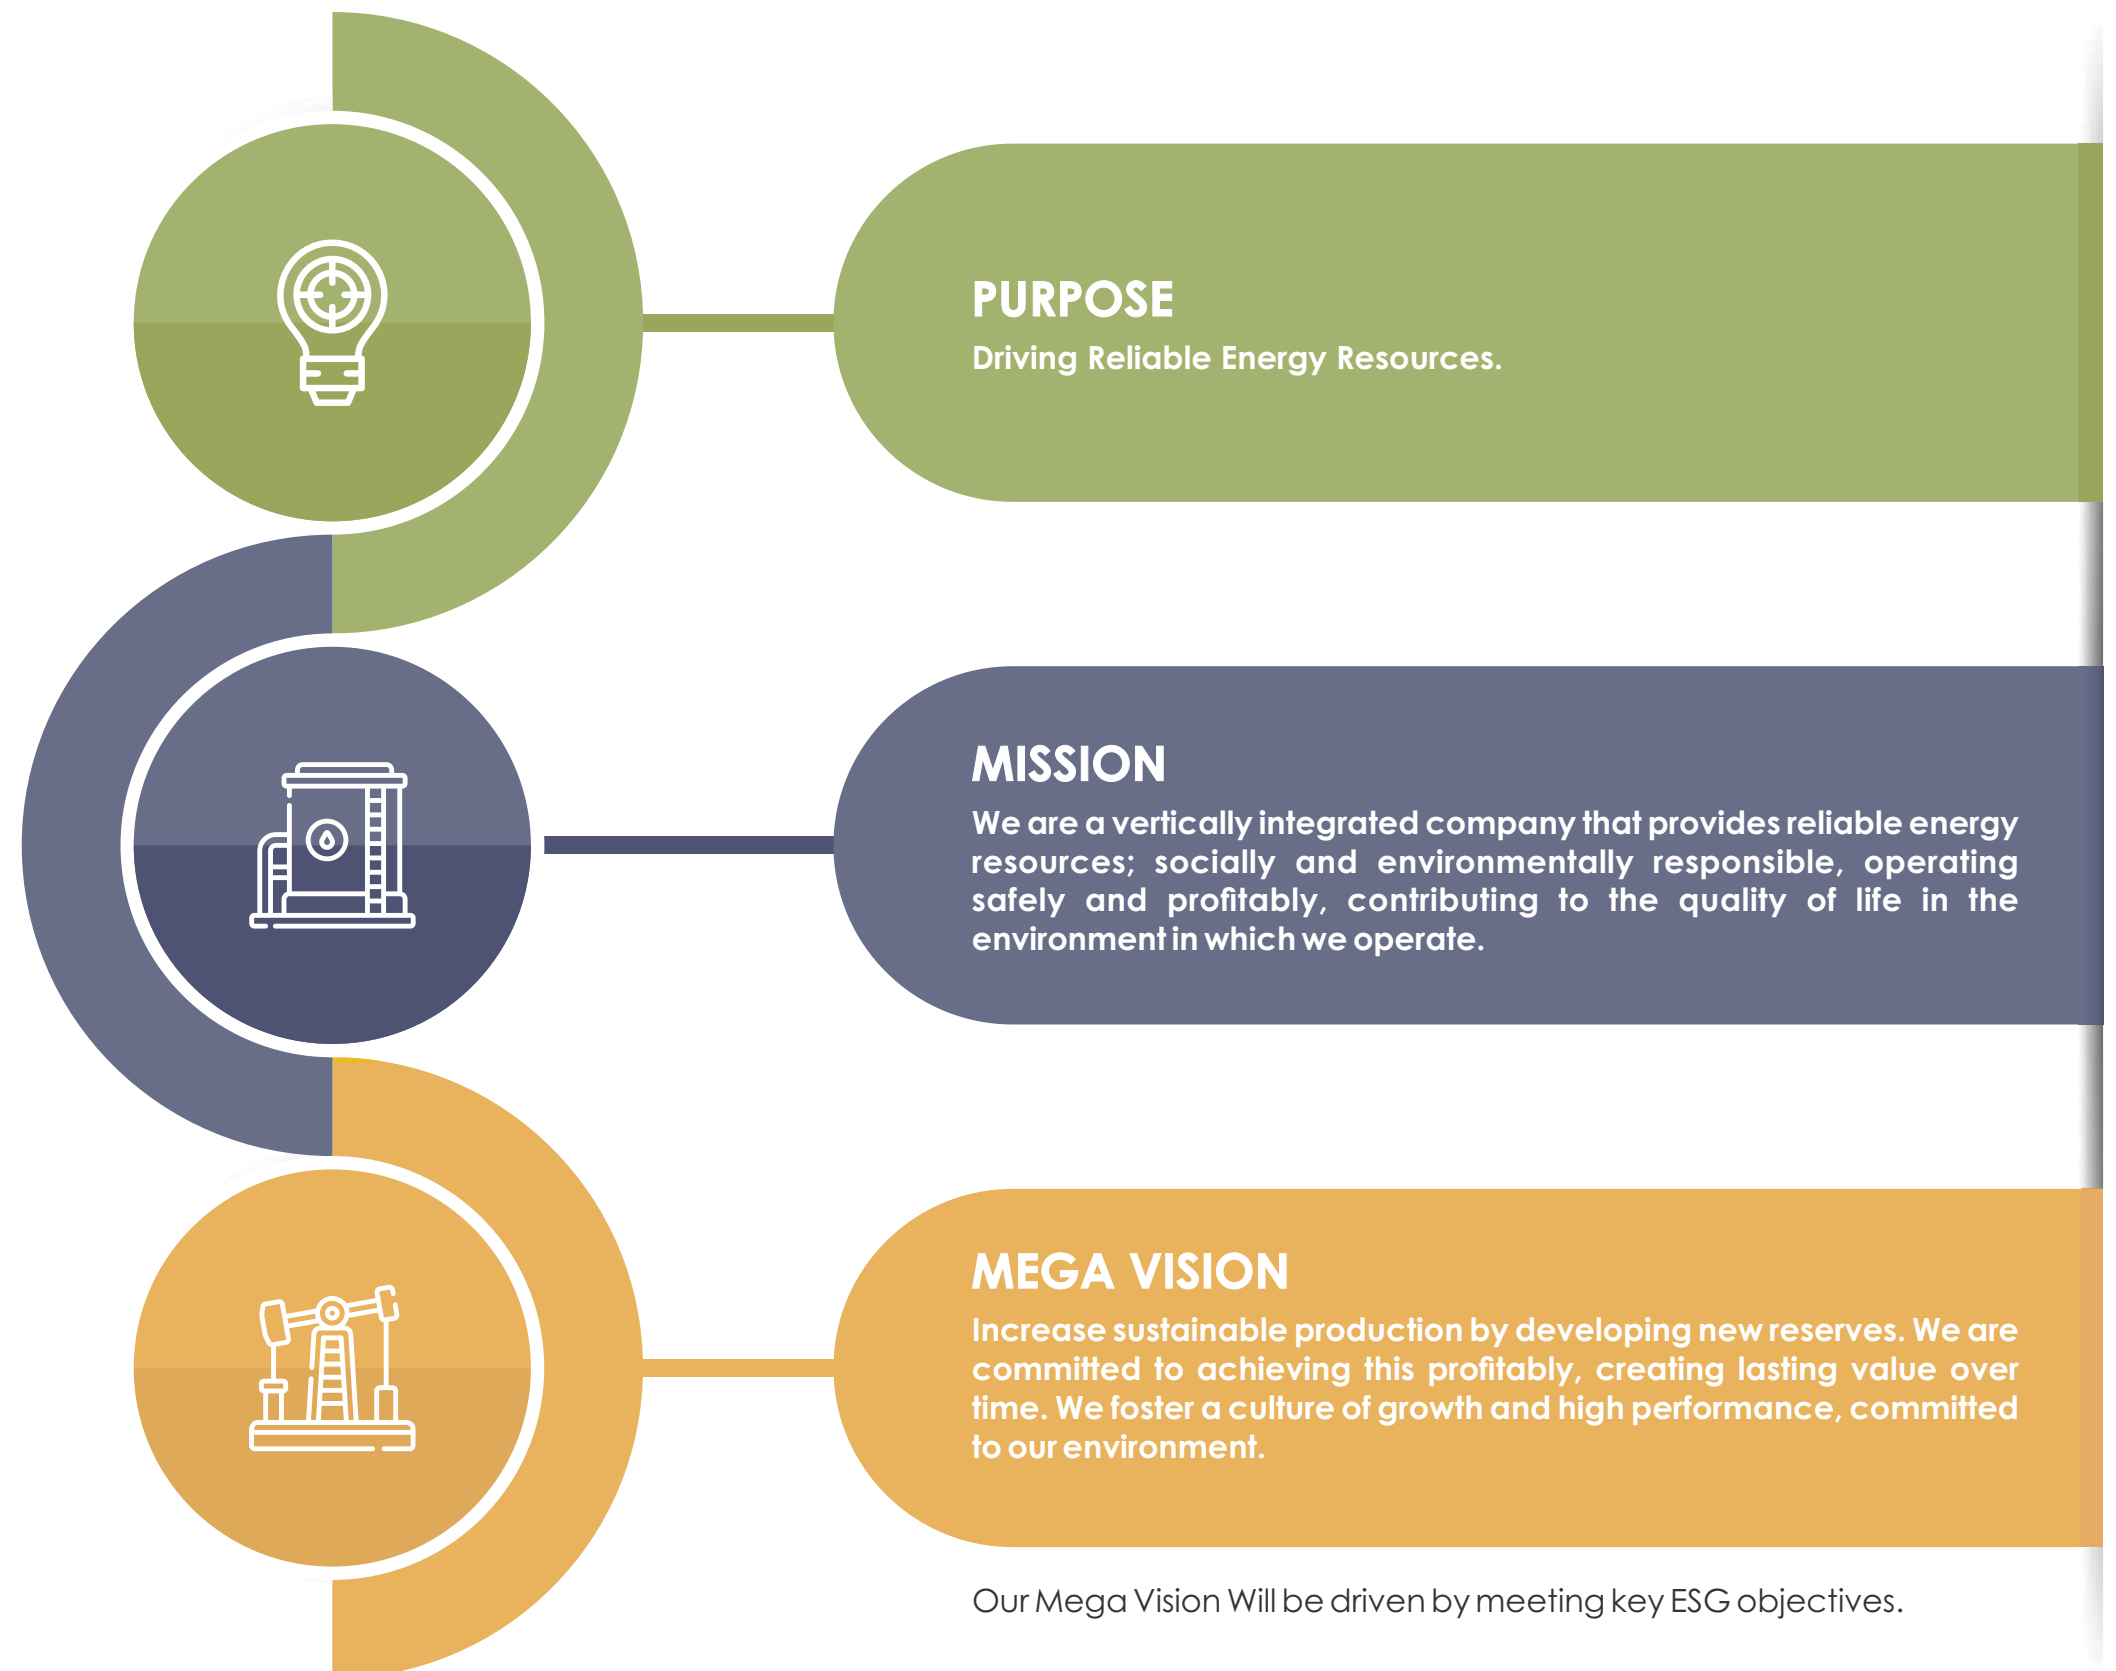 PURPOSE
Driving Reliable Energy Resources.
MISSION
We are a vertically integrated company that provides reliable energy
resources; socially and environmentally responsible, operating
safely and profitably, contributing to the quality of life in the
environment in which we operate.
MEGA VISION
Increase sustainable production by developing new reserves. We are
committed to achieving this profitably, creating lasting value over
time. We foster a culture of growth and high performance, committed
to our environment.
Our Mega Vision Will be driven by meeting key ESG objectives.